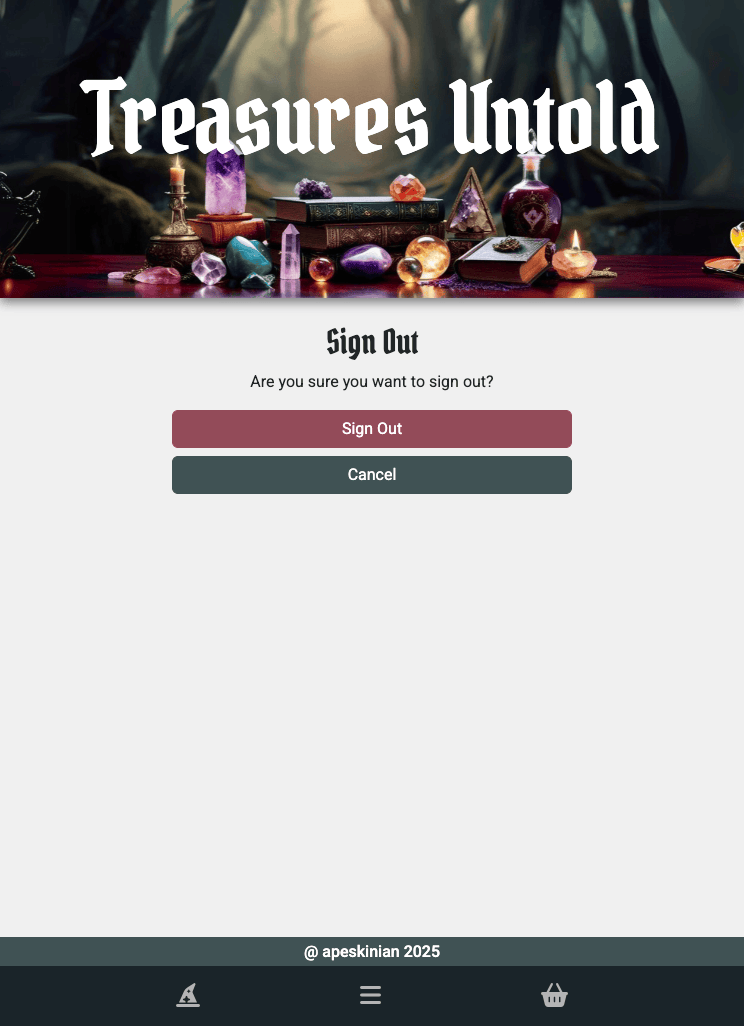 Treasures Untold
Sign Out
Are you sure you want to sign out?
Sign Out
Cancel
@ apeskinian 2025